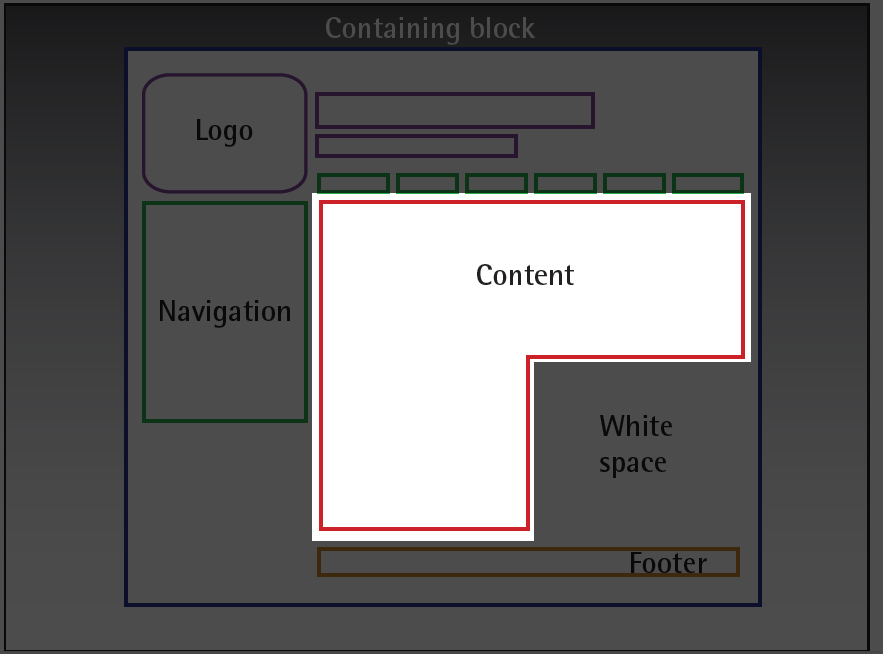 Containing block
Logo
Navigation
Content
White
space
Footer